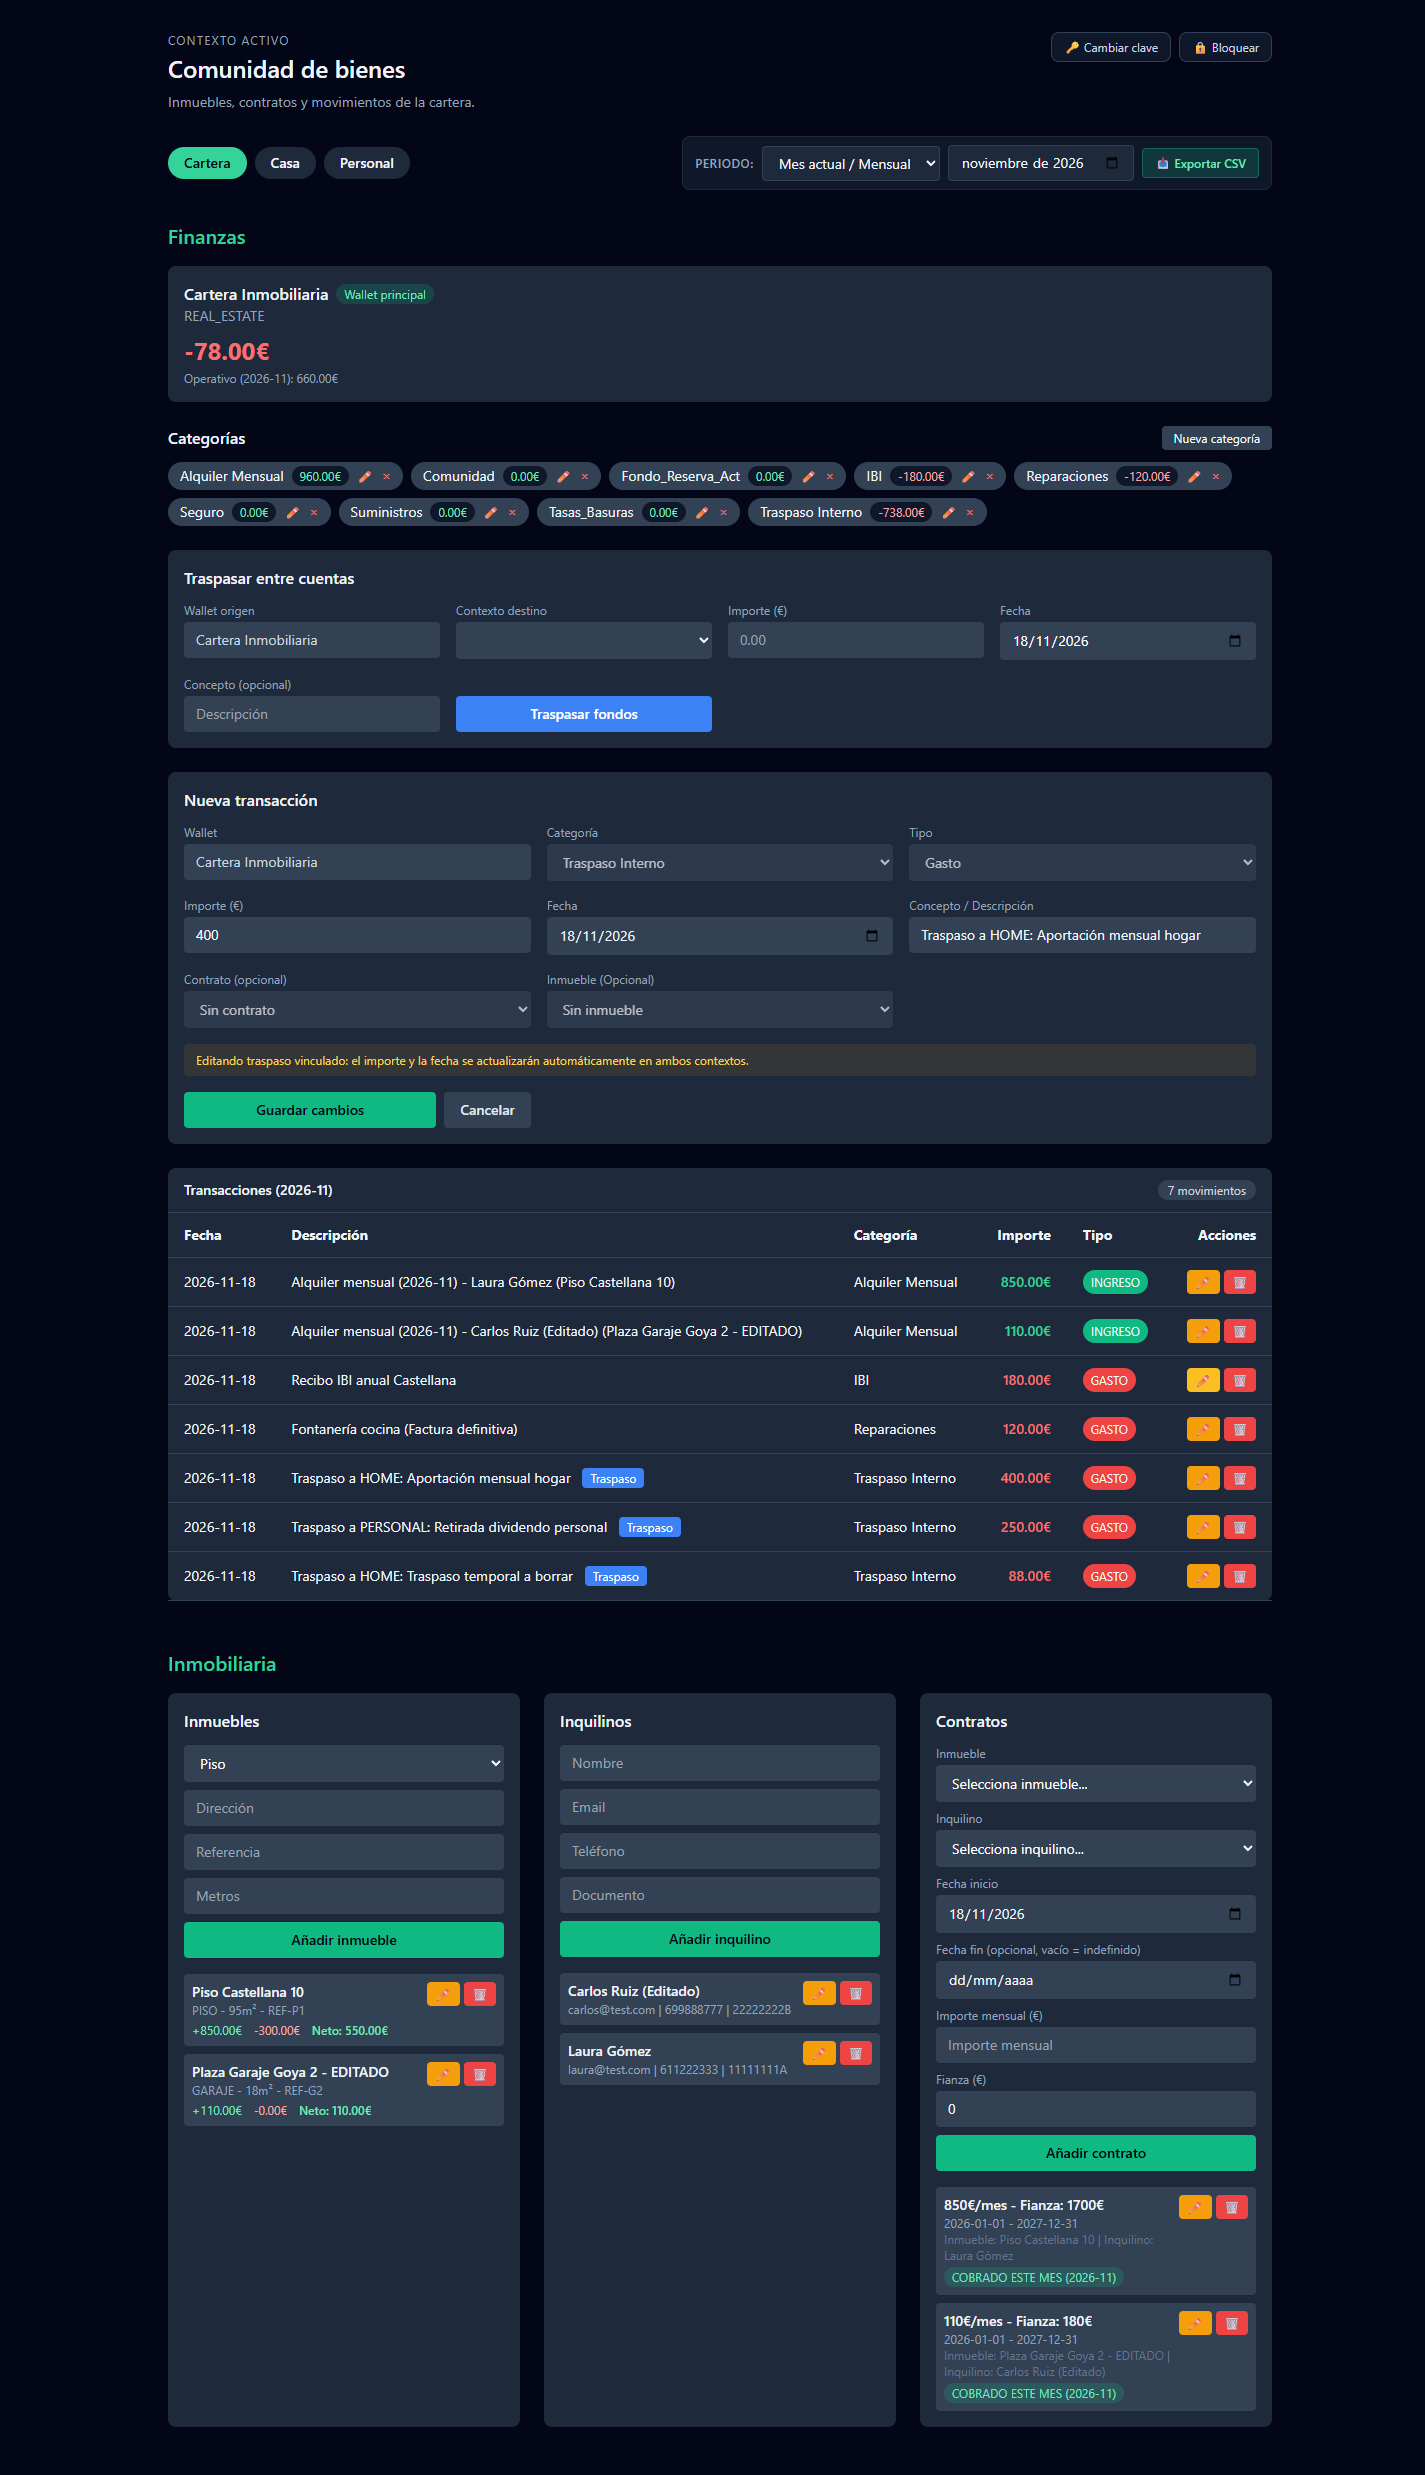 CONTEXTO ACTIVO
Comunidad de bienes
Inmuebles, contratos y movimientos de la cartera.
🔑 Cambiar clave
🔒 Bloquear
Cartera
Casa
Personal
PERIODO:
Mes actual / Mensual
noviembre de 2026
📥 Exportar CSV
Finanzas
Cartera Inmobiliaria Wallet principal
REAL_ESTATE
-78.00€
Operativo (2026-11): 660.00€
Categorías
Nueva categoría
Alquiler Mensual 960.00€ ×
Comunidad 0.00€ ×
Fondo_Reserva_Act 0.00€ ×
IBI -180.00€ ×
Reparaciones -120.00€ ×
Seguro 0.00€ ×
Suministros 0.00€ ×
Tasas_Basuras 0.00€ ×
Traspaso Interno -738.00€ ×
Traspasar entre cuentas
Wallet origen
Cartera Inmobiliaria
Contexto destino
Importe (€)
0.00
Fecha
18/11/2026
Concepto (opcional)
Descripción
Traspasar fondos
Nueva transacción
Wallet
Cartera Inmobiliaria
Categoría
Traspaso Interno
Tipo
Gasto
Importe (€)
400
Fecha
18/11/2026
Concepto / Descripción
Traspaso a HOME: Aportación mensual hogar
Contrato (opcional)
Sin contrato
Inmueble (Opcional)
Sin inmueble
Editando traspaso vinculado: el importe y la fecha se actualizarán automáticamente en ambos contextos.
Guardar cambios
Cancelar
Transacciones (2026-11)
7 movimientos
Fecha Descripción Categoría Importe Tipo Acciones
2026-11-18 Alquiler mensual (2026-11) - Laura Gómez (Piso Castellana 10) Alquiler Mensual 850.00€ INGRESO
2026-11-18 Alquiler mensual (2026-11) - Carlos Ruiz (Editado) (Plaza Garaje Goya 2 - EDITADO) Alquiler Mensual 110.00€ INGRESO
2026-11-18 Recibo IBI anual Castellana IBI 180.00€ GASTO
2026-11-18 Fontanería cocina (Factura definitiva) Reparaciones 120.00€ GASTO
2026-11-18 Traspaso a HOME: Aportación mensual hogar Traspaso Traspaso Interno 400.00€ GASTO
2026-11-18 Traspaso a PERSONAL: Retirada dividendo personal Traspaso Traspaso Interno 250.00€ GASTO
2026-11-18 Traspaso a HOME: Traspaso temporal a borrar Traspaso Traspaso Interno 88.00€ GASTO
Inmobiliaria
Inmuebles
Piso
Dirección
Referencia
Metros
Añadir inmueble
Piso Castellana 10
PISO - 95m² - REF-P1
+850.00€ -300.00€ Neto: 550.00€
Plaza Garaje Goya 2 - EDITADO
GARAJE - 18m² - REF-G2
+110.00€ -0.00€ Neto: 110.00€
Inquilinos
Nombre
Email
Teléfono
Documento
Añadir inquilino
Carlos Ruiz (Editado)
carlos@test.com | 699888777 | 22222222B
Laura Gómez
laura@test.com | 611222333 | 11111111A
Contratos
Inmueble
Selecciona inmueble...
Inquilino
Selecciona inquilino...
Fecha inicio
18/11/2026
Fecha fin (opcional, vacío = indefinido)
dd/mm/aaaa
Importe mensual (€)
Importe mensual
Fianza (€)
0
Añadir contrato
850€/mes - Fianza: 1700€
2026-01-01 - 2027-12-31
Inmueble: Piso Castellana 10 | Inquilino:
Laura Gómez
COBRADO ESTE MES (2026-11)
110€/mes - Fianza: 180€
2026-01-01 - 2027-12-31
Inmueble: Plaza Garaje Goya 2 - EDITADO |
Inquilino: Carlos Ruiz (Editado)
COBRADO ESTE MES (2026-11)